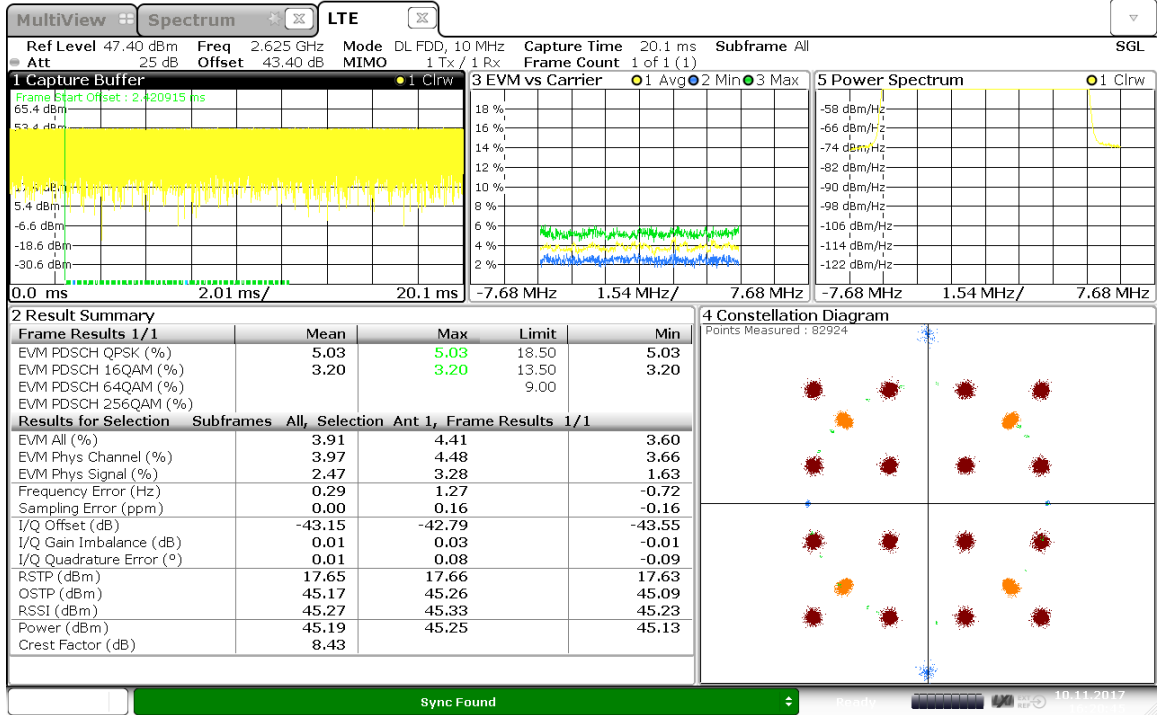 MultiView Spectrum LTE
Ref Level 47.40 dBm Freq 2.625 GHz Mode DL FDD, 10 MHz Capture Time 20.1 ms Subframe All SGL
Att 25 dB Offset 43.40 dB MIMO 1 Tx / 1 Rx Frame Count 1 of 1 (1)
1 Capture Buffer 1 Clrw
Frame Start Offset : 2.420915 ms
65.4 dBm
53.4 dBm
5.4 dBm
-6.6 dBm
-18.6 dBm
-30.6 dBm
0.0 ms 2.01 ms/ 20.1 ms
3 EVM vs Carrier 1 Avg 2 Min 3 Max
18 %
16 %
14 %
12 %
10 %
8 %
6 %
4 %
2 %
-7.68 MHz 1.54 MHz/ 7.68 MHz
5 Power Spectrum 1 Clrw
-58 dBm/Hz
-66 dBm/Hz
-74 dBm/Hz
-82 dBm/Hz
-90 dBm/Hz
-98 dBm/Hz
-106 dBm/Hz
-114 dBm/Hz
-122 dBm/Hz
-7.68 MHz 1.54 MHz/ 7.68 MHz
2 Result Summary
Frame Results 1/1 Mean Max Limit Min
EVM PDSCH QPSK (%) 5.03 5.03 18.50 5.03
EVM PDSCH 16QAM (%) 3.20 3.20 13.50 3.20
EVM PDSCH 64QAM (%) 9.00
EVM PDSCH 256QAM (%)
Results for Selection Subframes All, Selection Ant 1, Frame Results 1/1
EVM All (%) 3.91 4.41 3.60
EVM Phys Channel (%) 3.97 4.48 3.66
EVM Phys Signal (%) 2.47 3.28 1.63
Frequency Error (Hz) 0.29 1.27 -0.72
Sampling Error (ppm) 0.00 0.16 -0.16
I/Q Offset (dB) -43.15 -42.79 -43.55
I/Q Gain Imbalance (dB) 0.01 0.03 -0.01
I/Q Quadrature Error (º) 0.01 0.08 -0.09
RSTP (dBm) 17.65 17.66 17.63
OSTP (dBm) 45.17 45.26 45.09
RSSI (dBm) 45.27 45.33 45.23
Power (dBm) 45.19 45.25 45.13
Crest Factor (dB) 8.43
4 Constellation Diagram
Points Measured : 82924
Sync Found
Ready
LXI EXT REF
10.11.2017